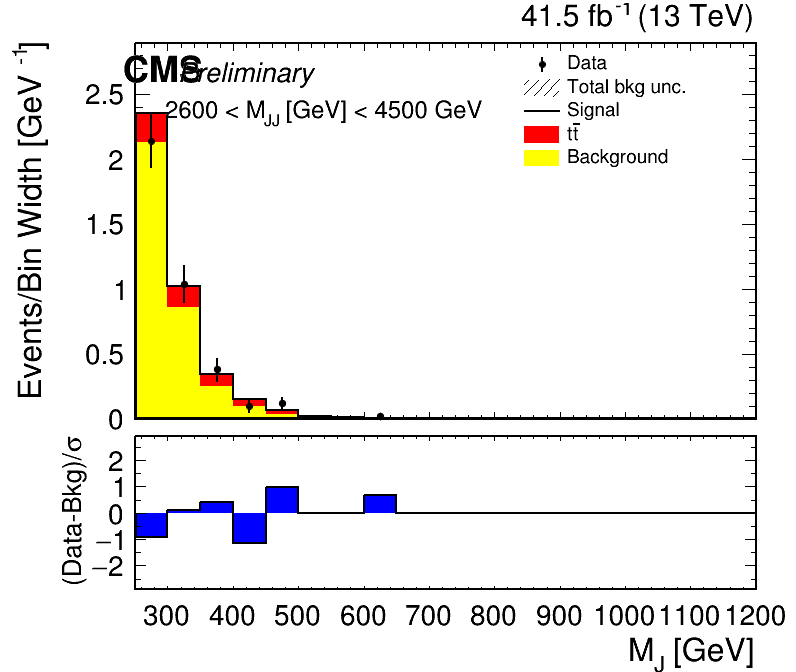 41.5 fb⁻¹ (13 TeV)
CMS Preliminary
2600 < M_JJ [GeV] < 4500 GeV
Data
Total bkg unc.
Signal
tt̄
Background
Events/Bin Width [GeV⁻¹]
2.5
2
1.5
1
0.5
0
(Data-Bkg)/σ
2
1
0
−1
−2
300 400 500 600 700 800 900 1000 1100 1200
M_J [GeV]